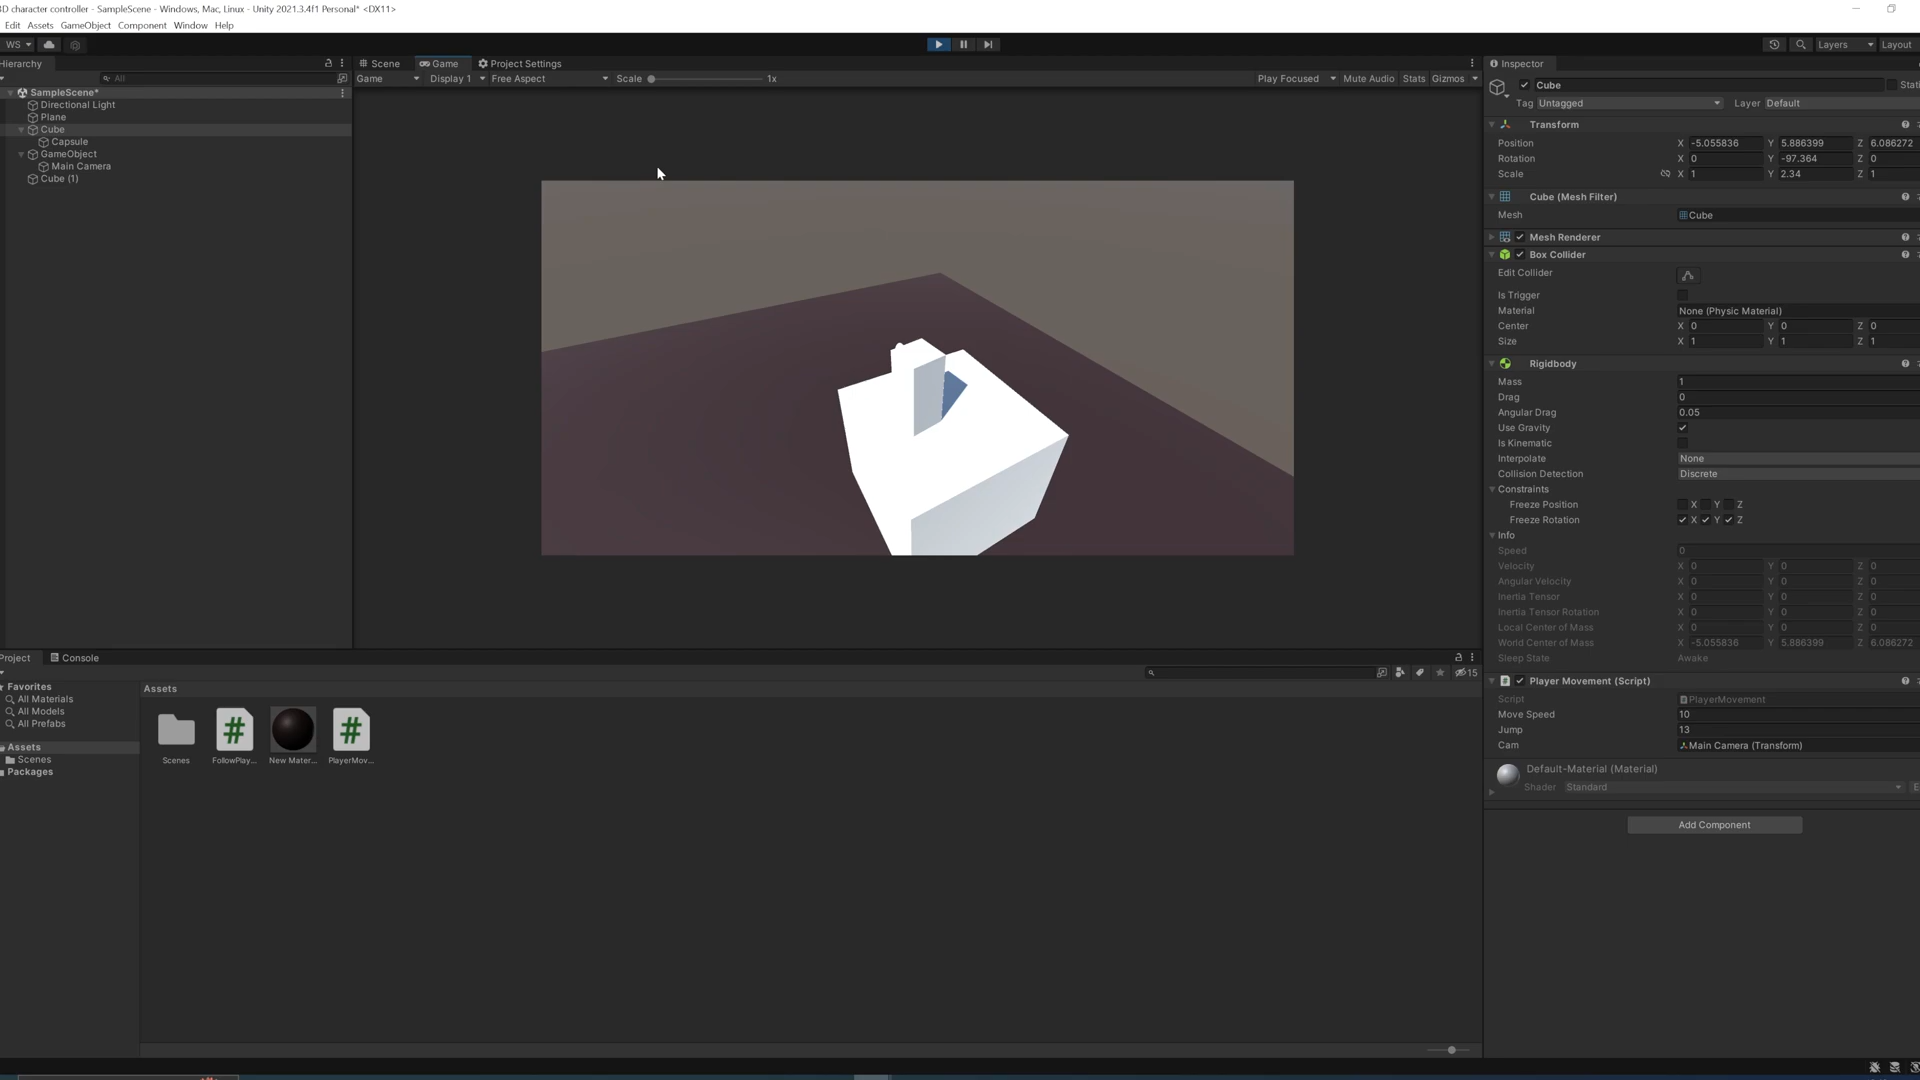 3D character controller - SampleScene - Windows, Mac, Linux - Unity 2021.3.4f1 Personal* <DX11>
Edit Assets GameObject Component Window Help
WS
Layers
Layout
Hierarchy
All
SampleScene*
Directional Light
Plane
Cube
Capsule
GameObject
Main Camera
Cube (1)
Scene
Game
Project Settings
Game
Display 1
Free Aspect
Scale
1x
Play Focused
Mute Audio
Stats
Gizmos
Inspector
Cube
Stati
Tag Untagged
Layer Default
Transform
Position X -5.055836 Y 5.886399 Z 6.086272
Rotation X 0 Y -97.364 Z 0
Scale X 1 Y 2.34 Z 1
Cube (Mesh Filter)
Mesh Cube
Mesh Renderer
Box Collider
Edit Collider
Is Trigger
Material None (Physic Material)
Center X 0 Y 0 Z 0
Size X 1 Y 1 Z 1
Rigidbody
Mass 1
Drag 0
Angular Drag 0.05
Use Gravity
Is Kinematic
Interpolate None
Collision Detection Discrete
Constraints
Freeze Position X Y Z
Freeze Rotation X Y Z
Info
Speed 0
Velocity X 0 Y 0 Z 0
Angular Velocity X 0 Y 0 Z 0
Inertia Tensor X 0 Y 0 Z 0
Inertia Tensor Rotation X 0 Y 0 Z 0
Local Center of Mass X 0 Y 0 Z 0
World Center of Mass X -5.055836 Y 5.886399 Z 6.086272
Sleep State Awake
Player Movement (Script)
Script PlayerMovement
Move Speed 10
Jump 13
Cam Main Camera (Transform)
Default-Material (Material)
Shader Standard
E
Add Component
Project
Console
15
Favorites
All Materials
All Models
All Prefabs
Assets
Scenes
Packages
Assets
Scenes
FollowPlay...
New Mater...
PlayerMov...